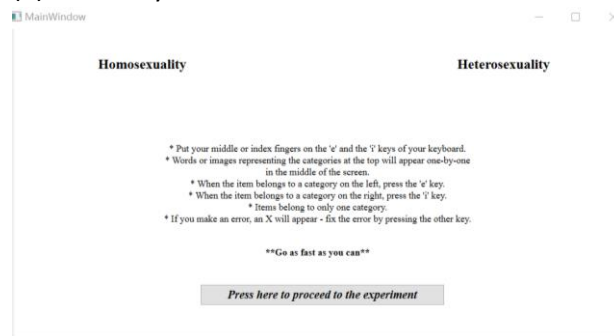 MainWindow
Homosexuality Heterosexuality
* Put your middle or index fingers on the 'e' and the 'i' keys of your keyboard.
* Words or images representing the categories at the top will appear one-by-one
in the middle of the screen.
* When the item belongs to a category on the left, press the 'e' key.
* When the item belongs to a category on the right, press the 'i' key.
* Items belong to only one category.
* If you make an error, an X will appear - fix the error by pressing the other key.
**Go as fast as you can**
Press here to proceed to the experiment